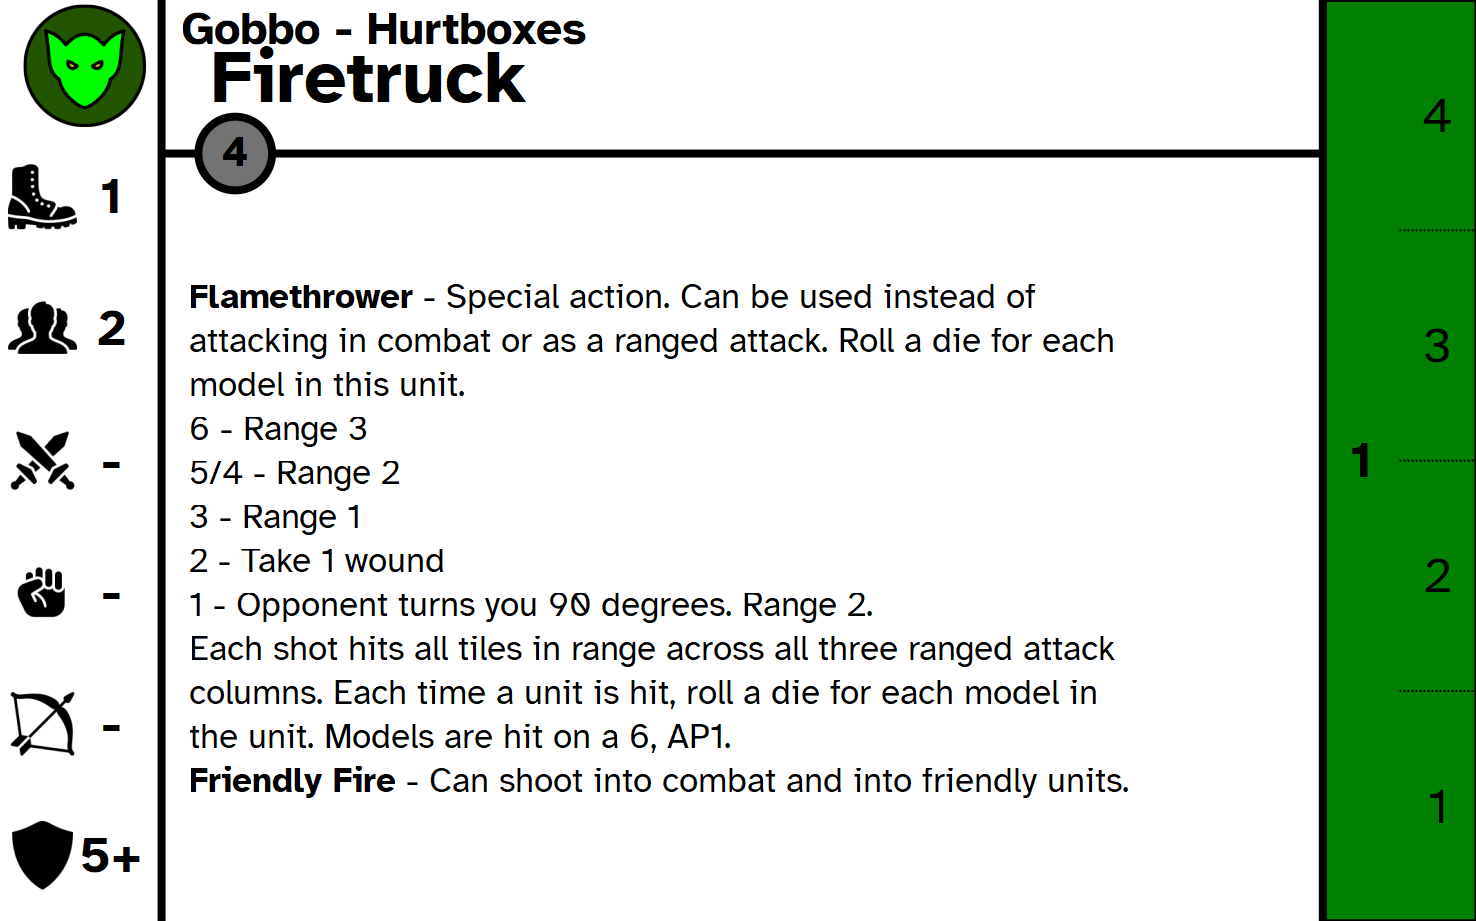 Gobbo - Hurtboxes
Firetruck
4
1
2
-
-
-
5+
Flamethrower - Special action. Can be used instead of
attacking in combat or as a ranged attack. Roll a die for each
model in this unit.
6 - Range 3
5/4 - Range 2
3 - Range 1
2 - Take 1 wound
1 - Opponent turns you 90 degrees. Range 2.
Each shot hits all tiles in range across all three ranged attack
columns. Each time a unit is hit, roll a die for each model in
the unit. Models are hit on a 6, AP1.
Friendly Fire - Can shoot into combat and into friendly units.
4
3
1
2
1